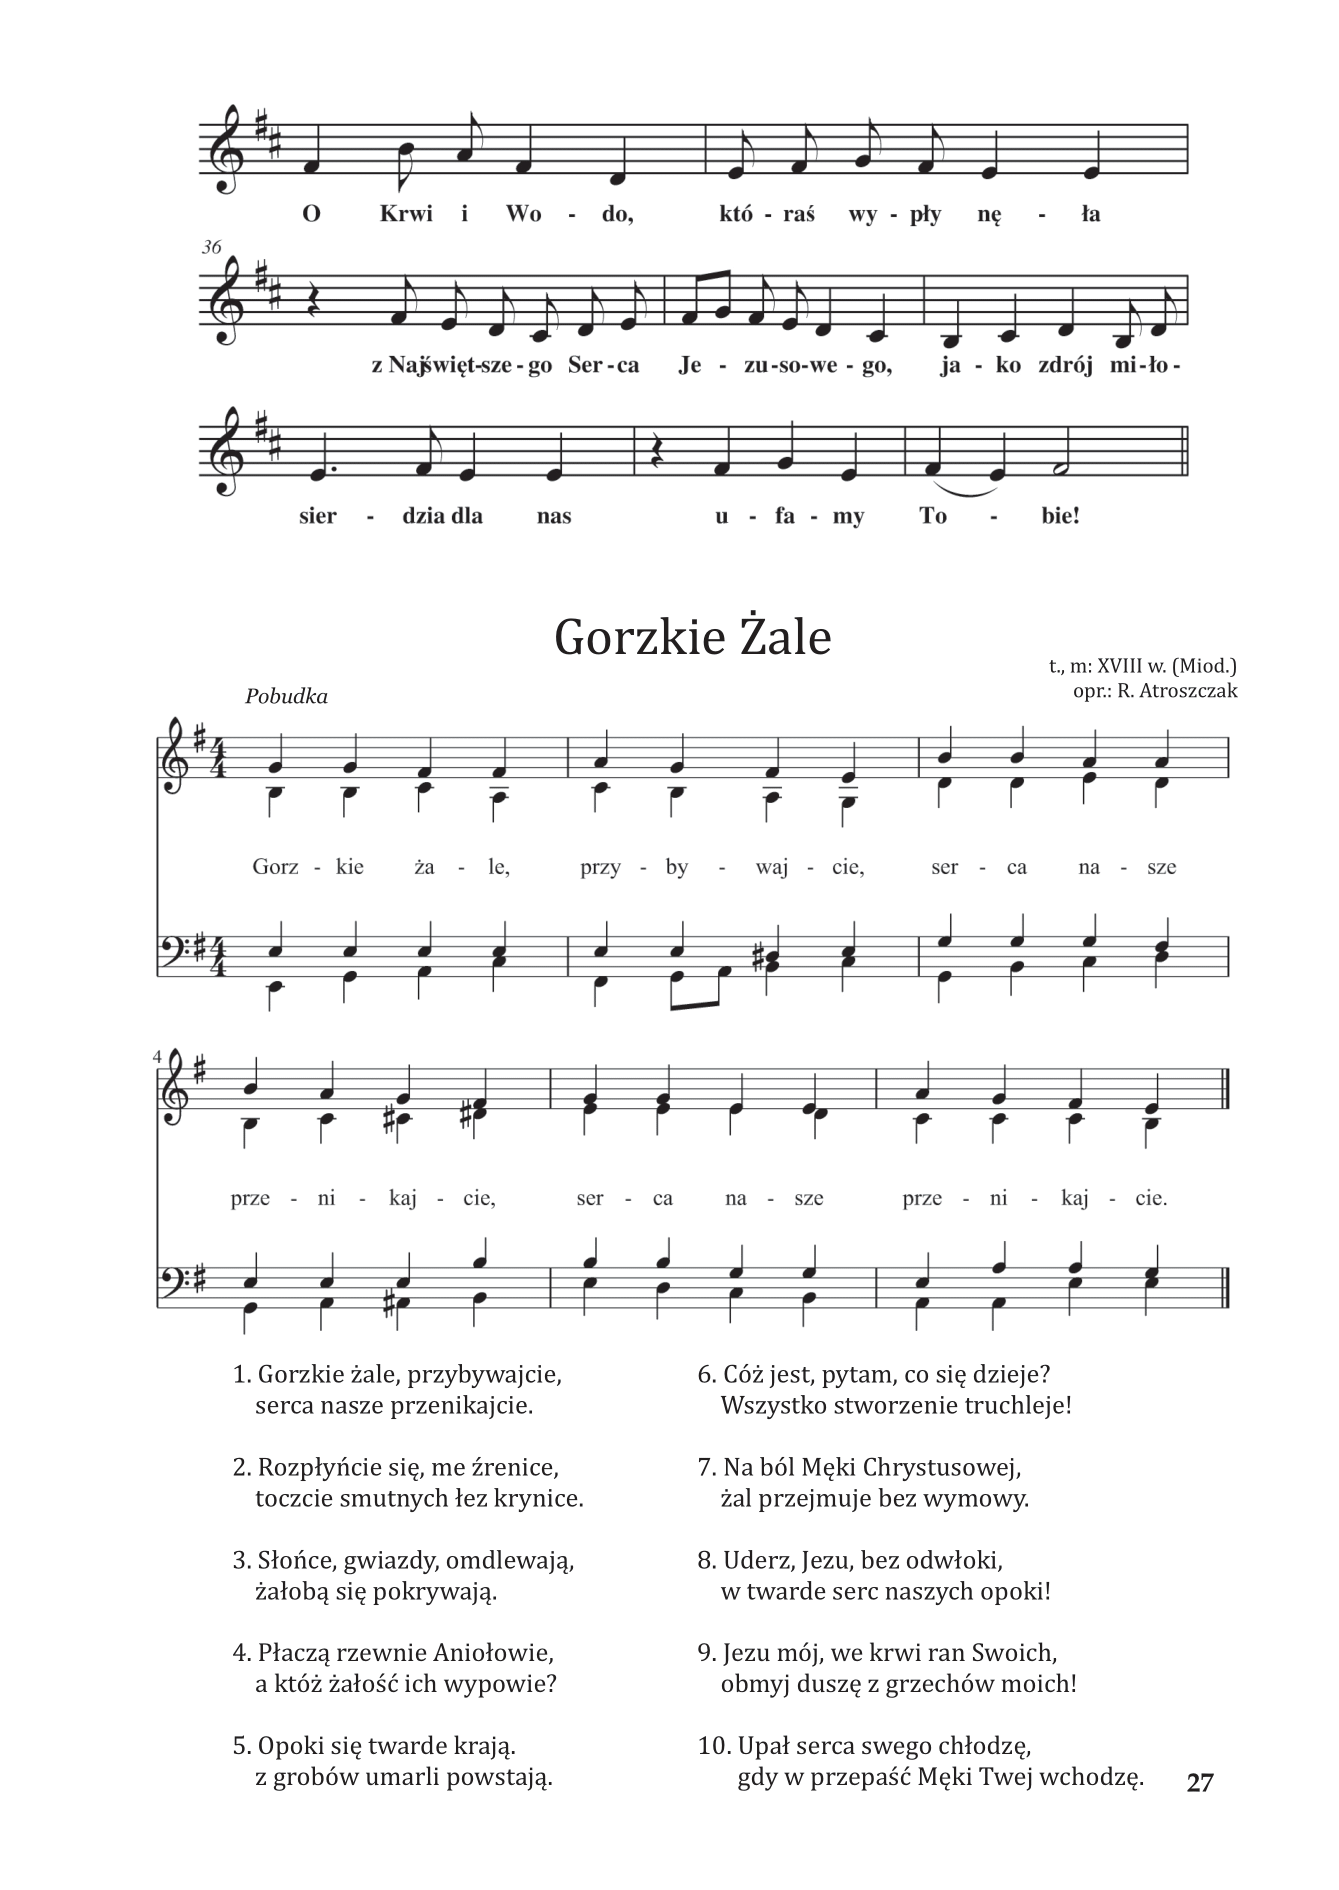 O Krwi i Wo - do, któ - raś wy - pły nę - ła
36
z Najświęt-sze - go Ser - ca Je - zu-so-we - go, ja - ko zdrój mi-ło-
sier - dzia dla nas u - fa - my To - bie!
Gorzkie Żale
t., m: XVIII w. (Miod.)
opr.: R. Atroszczak
Pobudka
Gorz - kie ża - le, przy - by - waj - cie, ser - ca na - sze
4
prze - ni - kaj - cie, ser - ca na - sze prze - ni - kaj - cie.
1. Gorzkie żale, przybywajcie,
serca nasze przenikajcie.
2. Rozpłyńcie się, me źrenice,
toczcie smutnych łez krynice.
3. Słońce, gwiazdy, omdlewają,
żałobą się pokrywają.
4. Płaczą rzewnie Aniołowie,
a któż żałość ich wypowie?
5. Opoki się twarde krają.
z grobów umarli powstają.
6. Cóż jest, pytam, co się dzieje?
Wszystko stworzenie truchleje!
7. Na ból Męki Chrystusowej,
żal przejmuje bez wymowy.
8. Uderz, Jezu, bez odwłoki,
w twarde serc naszych opoki!
9. Jezu mój, we krwi ran Swoich,
obmyj duszę z grzechów moich!
10. Upał serca swego chłodzę,
gdy w przepaść Męki Twej wchodzę.
27